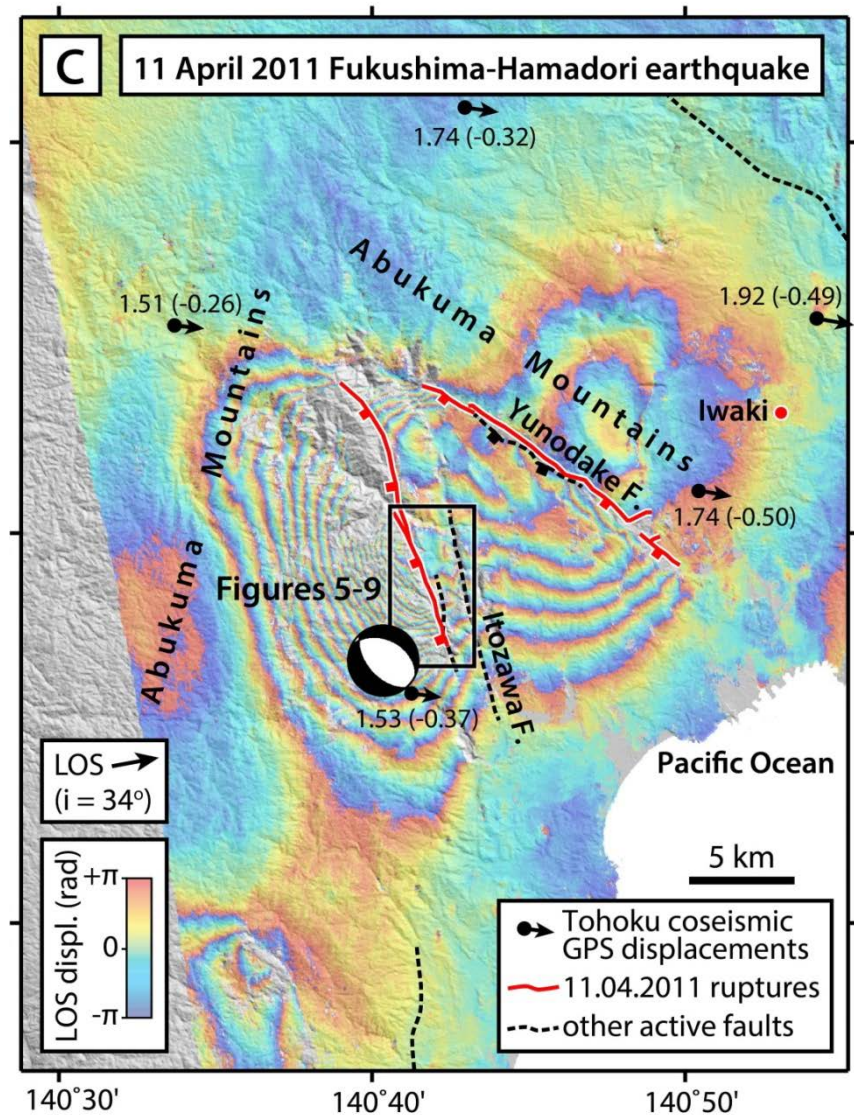 C
11 April 2011 Fukushima-Hamadori earthquake
1.74 (-0.32)
Abukuma
Mountains
1.51 (-0.26)
1.92 (-0.49)
Abukuma
Mountains
Yunodake F.
Iwaki
1.74 (-0.50)
Figures 5-9
Itozawa F.
1.53 (-0.37)
Pacific Ocean
LOS
(i = 34°)
5 km
LOS displ. (rad)
+π
0
-π
Tohoku coseismic
GPS displacements
11.04.2011 ruptures
other active faults
140°30'
140°40'
140°50'